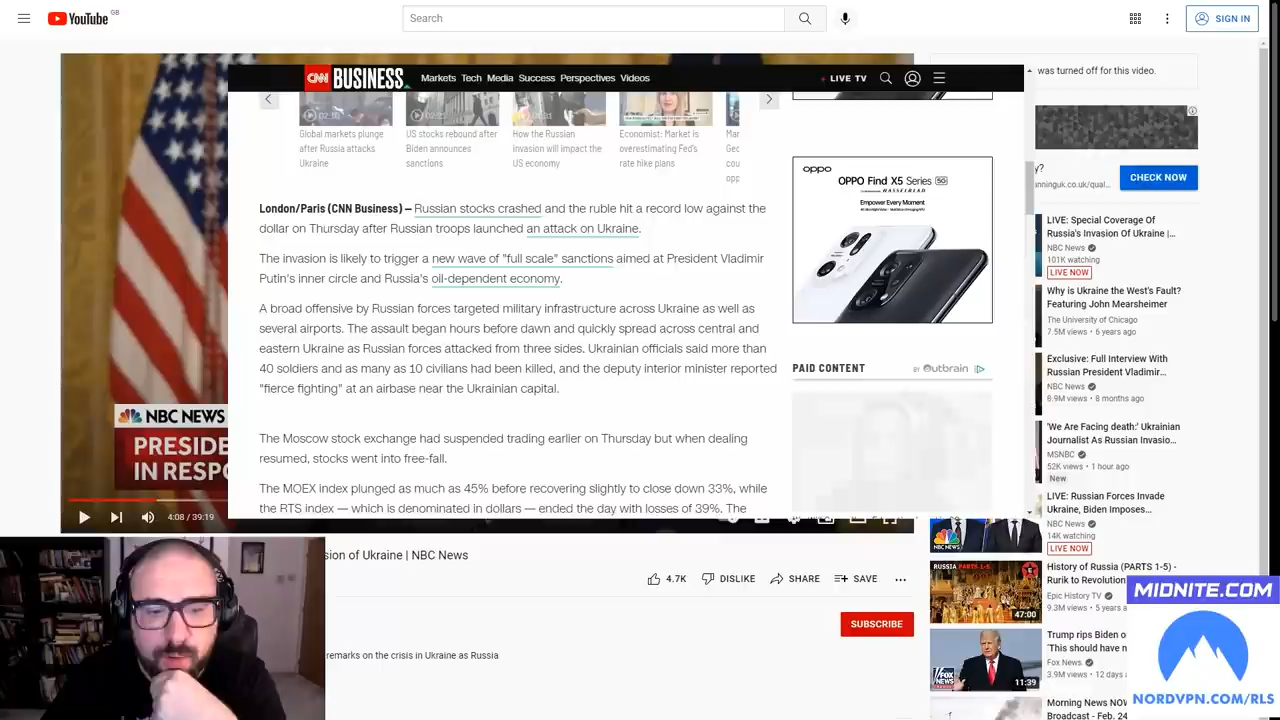 YouTube GB
Search
SIGN IN
CNN BUSINESS Markets Tech Media Success Perspectives Videos
LIVE TV
was turned off for this video.
02:21
Global markets plunge
after Russia attacks
Ukraine
US stocks rebound after
Biden announces
sanctions
How the Russian
invasion will impact the
US economy
Economist: Market is
overestimating Fed's
rate hike plans
Mar
Gec
cou
opp
London/Paris (CNN Business) — Russian stocks crashed and the ruble hit a record low against the
dollar on Thursday after Russian troops launched an attack on Ukraine.
The invasion is likely to trigger a new wave of "full scale" sanctions aimed at President Vladimir
Putin's inner circle and Russia's oil-dependent economy.
A broad offensive by Russian forces targeted military infrastructure across Ukraine as well as
several airports. The assault began hours before dawn and quickly spread across central and
eastern Ukraine as Russian forces attacked from three sides. Ukrainian officials said more than
40 soldiers and as many as 10 civilians had been killed, and the deputy interior minister reported
"fierce fighting" at an airbase near the Ukrainian capital.
The Moscow stock exchange had suspended trading earlier on Thursday but when dealing
resumed, stocks went into free-fall.
The MOEX index plunged as much as 45% before recovering slightly to close down 33%, while
the RTS index — which is denominated in dollars — ended the day with losses of 39%. The
oppo
OPPO Find X5 Series 5G
HASSELBLAD
Empower Every Moment
PAID CONTENT BY Outbrain
NBC NEWS
PRESIDE
IN RESPO
4:08 / 39:19
sion of Ukraine | NBC News
4.7K DISLIKE SHARE SAVE
SUBSCRIBE
remarks on the crisis in Ukraine as Russia
y?
nninguk.co.uk/qual...
CHECK NOW
LIVE: Special Coverage Of
Russia's Invasion Of Ukraine |...
NBC News
101K watching
LIVE NOW
Why is Ukraine the West's Fault?
Featuring John Mearsheimer
The University of Chicago
7.5M views • 6 years ago
Exclusive: Full Interview With
Russian President Vladimir...
NBC News
8.9M views • 8 months ago
'We Are Facing death:' Ukrainian
Journalist As Russian Invasio...
MSNBC
52K views • 1 hour ago
New
LIVE: Russian Forces Invade
Ukraine, Biden Imposes...
NBC News
14K watching
LIVE NOW
NBC NEWS
RUSSIA PARTS 1-5
47:00
History of Russia (PARTS 1-5) -
Rurik to Revolution
Epic History TV
9.3M views • 5 years a
FOX NEWS
11:39
Trump rips Biden o
'This should have n
Fox News
3.9M views • 12 days
Morning News NOW
Broadcast - Feb. 24
MIDNITE.COM
NORDVPN.COM/RLS